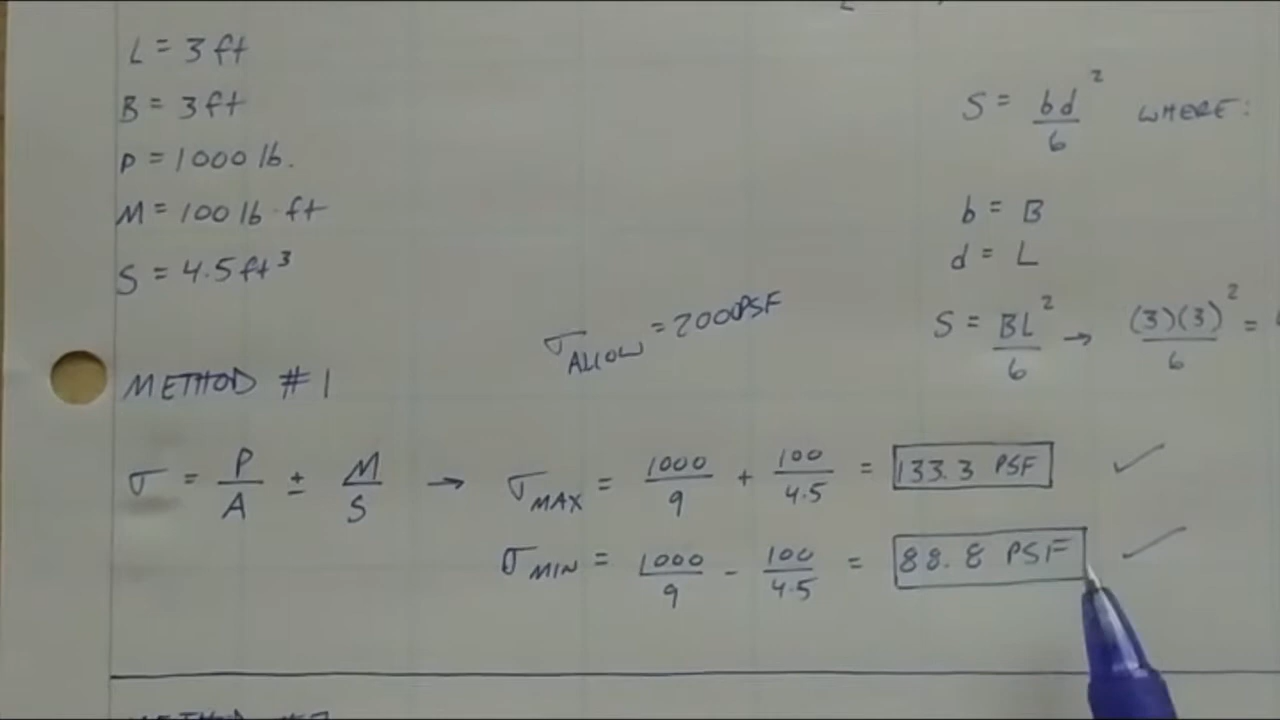 L = 3 ft
B = 3 ft
P = 1000 lb.
M = 100 lb·ft
S = 4.5 ft³
S = bd²/6 WHERE:
b = B
d = L
S = BL²/6 → (3)(3)²/6 =
σ ALLOW = 2000 PSF
METHOD #1
σ = P/A ± M/S → σ MAX = 1000/9 + 100/4.5 = 133.3 PSF ✓
σ MIN = 1000/9 - 100/4.5 = 88.8 PSF ✓